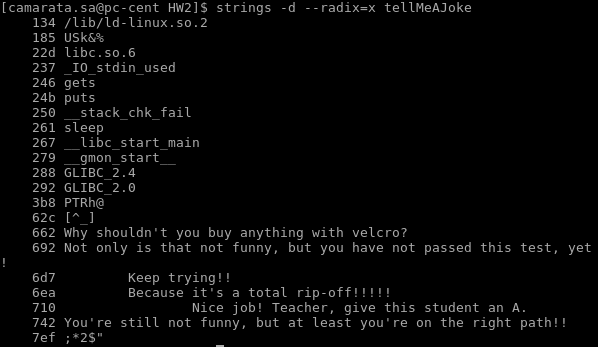 [camarata.sa@pc-cent HW2]$ strings -d --radix=x tellMeAJoke
134 /lib/ld-linux.so.2
185 USk&%
22d libc.so.6
237 _IO_stdin_used
246 gets
24b puts
250 __stack_chk_fail
261 sleep
267 __libc_start_main
279 __gmon_start__
288 GLIBC_2.4
292 GLIBC_2.0
3b8 PTRh@
62c [^_]
662 Why shouldn't you buy anything with velcro?
692 Not only is that not funny, but you have not passed this test, yet
!
6d7 Keep trying!!
6ea Because it's a total rip-off!!!!!
710 Nice job! Teacher, give this student an A.
742 You're still not funny, but at least you're on the right path!!
7ef ;*2$"